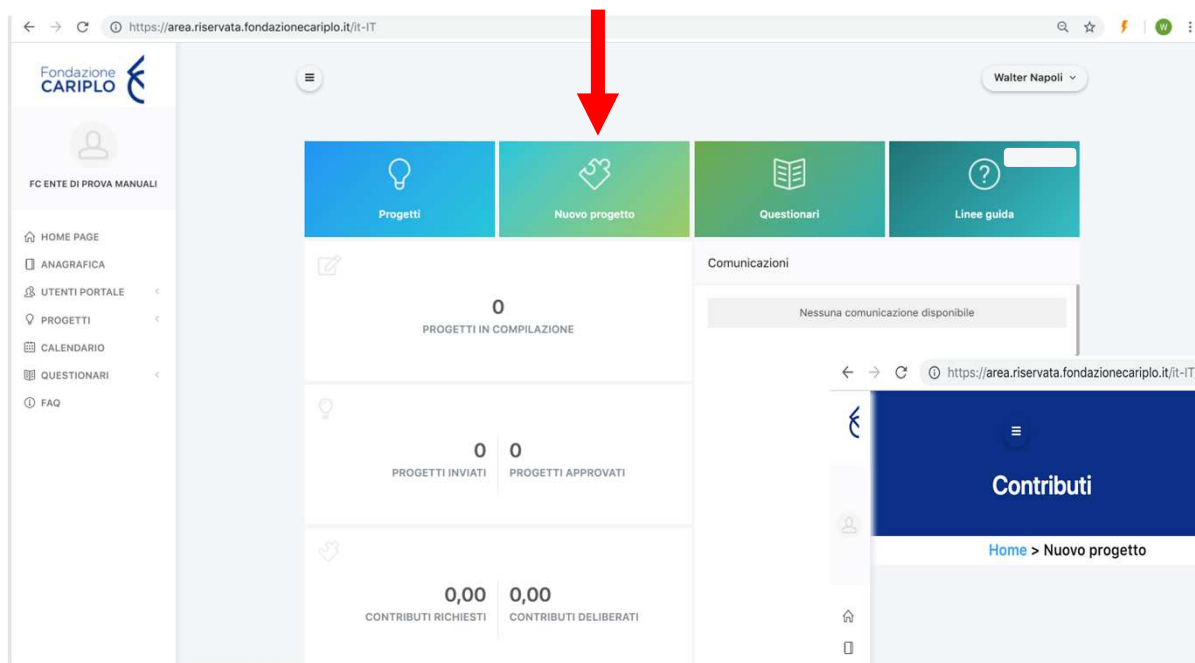 https://area.riservata.fondazionecariplo.it/it-IT
W
Fondazione
CARIPLO
Walter Napoli
FC ENTE DI PROVA MANUALI
HOME PAGE
ANAGRAFICA
UTENTI PORTALE
PROGETTI
CALENDARIO
QUESTIONARI
FAQ
Progetti
Nuovo progetto
Questionari
Linee guida
0
PROGETTI IN COMPILAZIONE
Comunicazioni
Nessuna comunicazione disponibile
0 0
PROGETTI INVIATI PROGETTI APPROVATI
0,00 0,00
CONTRIBUTI RICHIESTI CONTRIBUTI DELIBERATI
https://area.riservata.fondazionecariplo.it/it-IT
Contributi
Home > Nuovo progetto